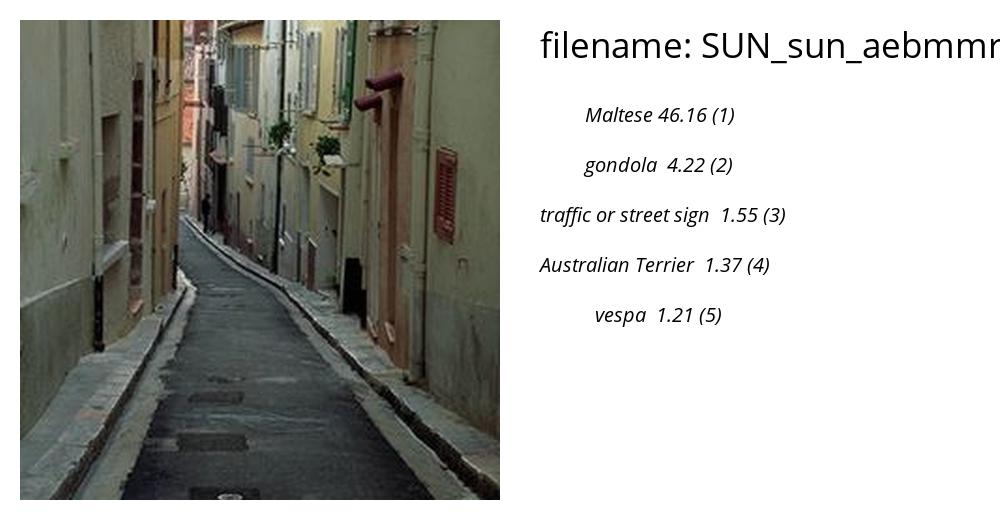 filename: SUN_sun_aebmmr
Maltese 46.16 (1)
gondola 4.22 (2)
traffic or street sign 1.55 (3)
Australian Terrier 1.37 (4)
vespa 1.21 (5)